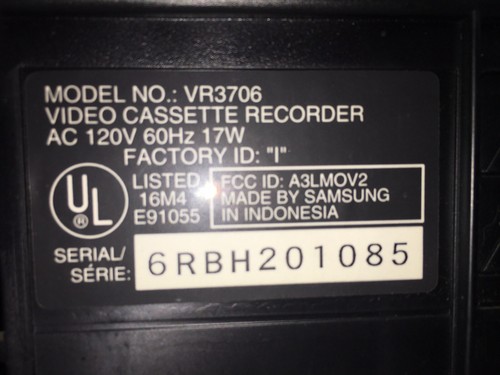 MODEL NO.: VR3706
VIDEO CASSETTE RECORDER
AC 120V 60Hz 17W
FACTORY ID: "I"
UL
®
LISTED
16M4
E91055
FCC ID: A3LMOV2
MADE BY SAMSUNG
IN INDONESIA
SERIAL/
SÉRIE:
6RBH201085